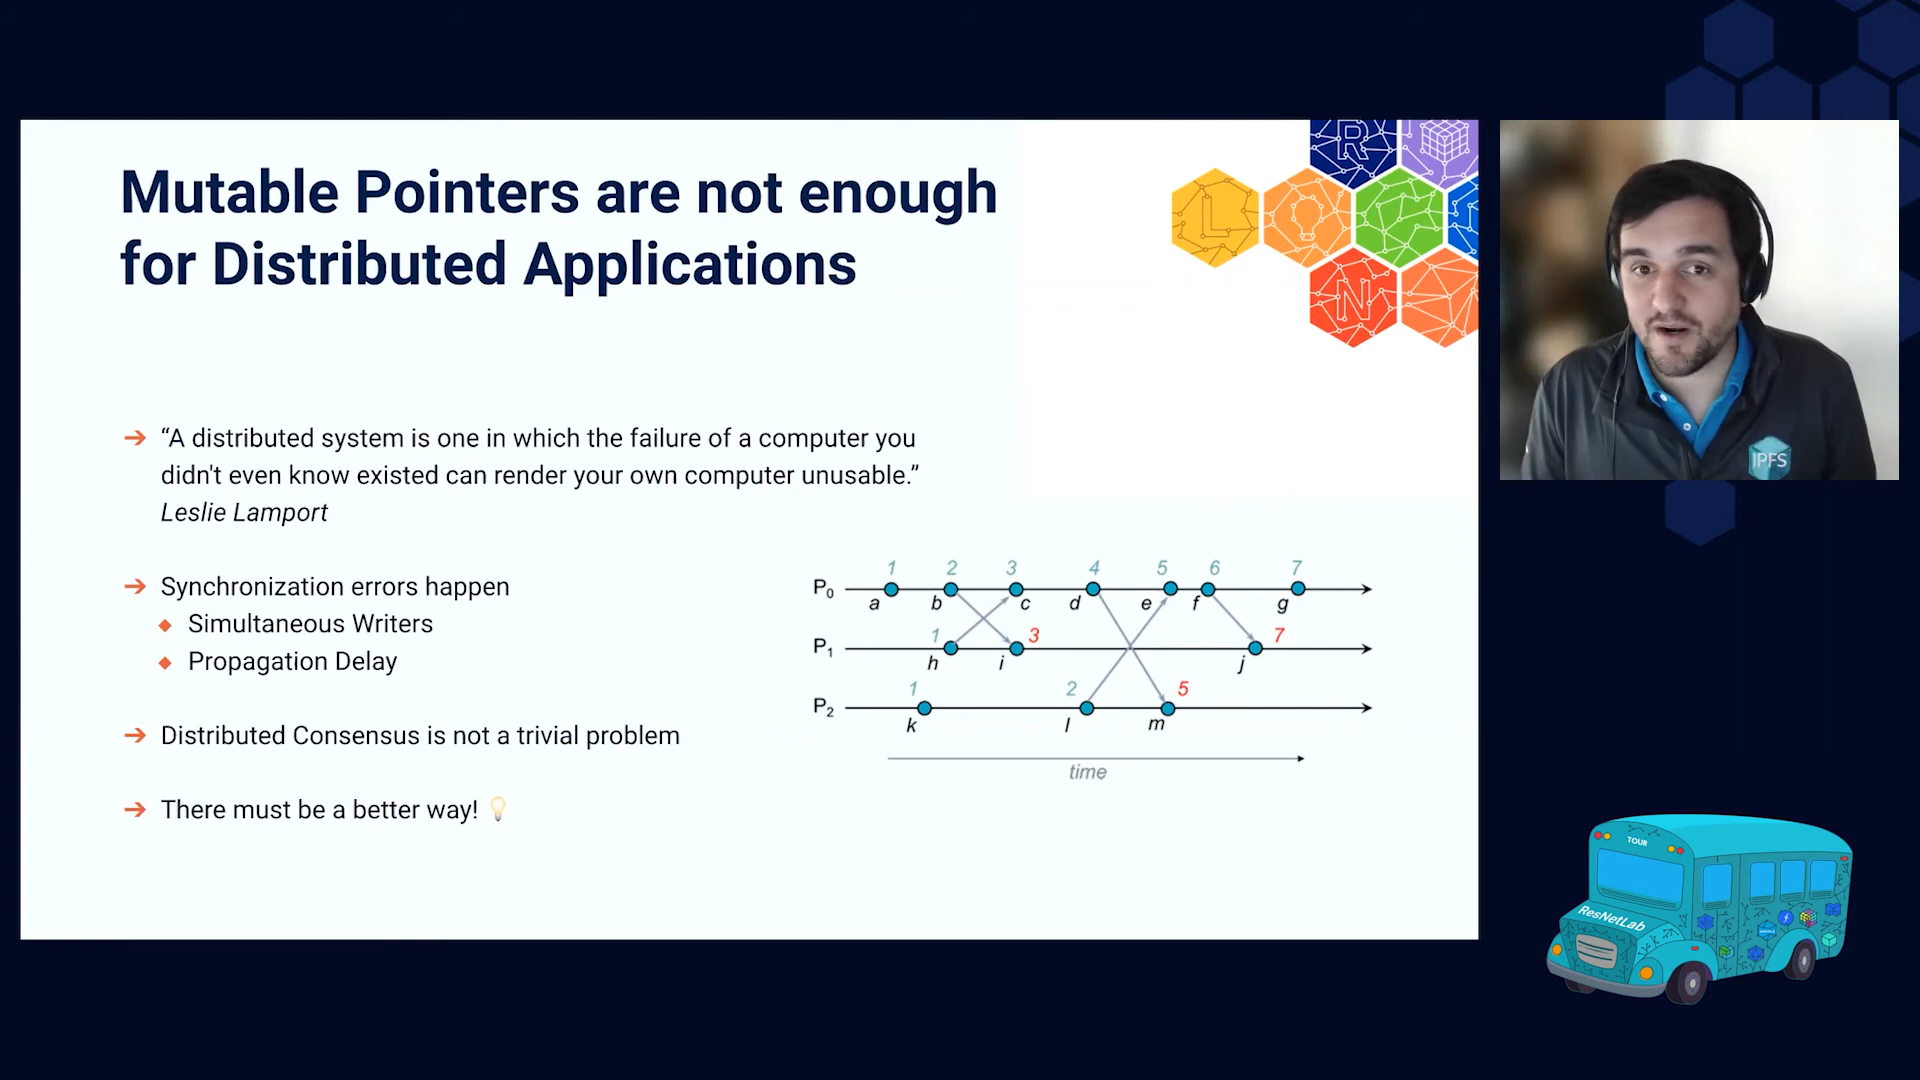 Mutable Pointers are not enough
for Distributed Applications
R
L
N
➔ “A distributed system is one in which the failure of a computer you
didn't even know existed can render your own computer unusable.”
Leslie Lamport
➔ Synchronization errors happen
◆ Simultaneous Writers
◆ Propagation Delay
➔ Distributed Consensus is not a trivial problem
➔ There must be a better way! 💡
1 2 3 4 5 6 7
P0
a b c d e f g
1 3 7
P1
h i j
1 2 5
P2
k l m
time
IPFS
TOUR
ResNetLab